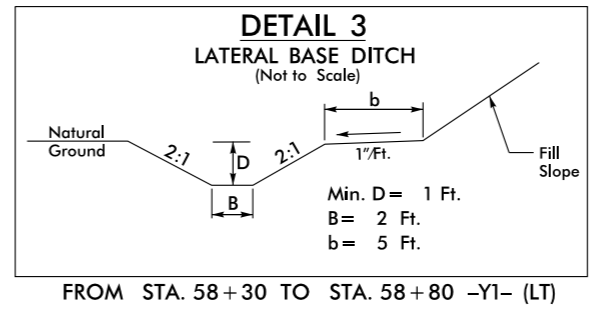 DETAIL 3
LATERAL BASE DITCH
(Not to Scale)
b
Natural
Ground
2:1
D
2:1
1"/Ft.
B
Fill
Slope
Min. D= 1 Ft.
B= 2 Ft.
b= 5 Ft.
FROM STA. 58+30 TO STA. 58+80 -Y1- (LT)